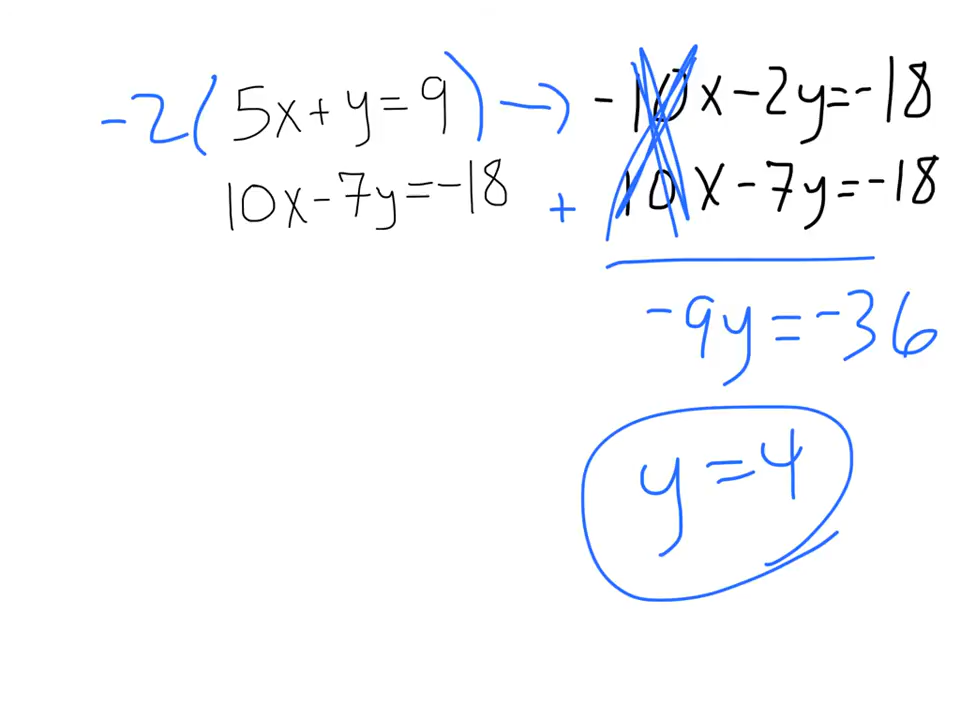 -2(5x+y=9) → -10x-2y=-18
10x-7y=-18 + 10x-7y=-18
-9y=-36
y=4